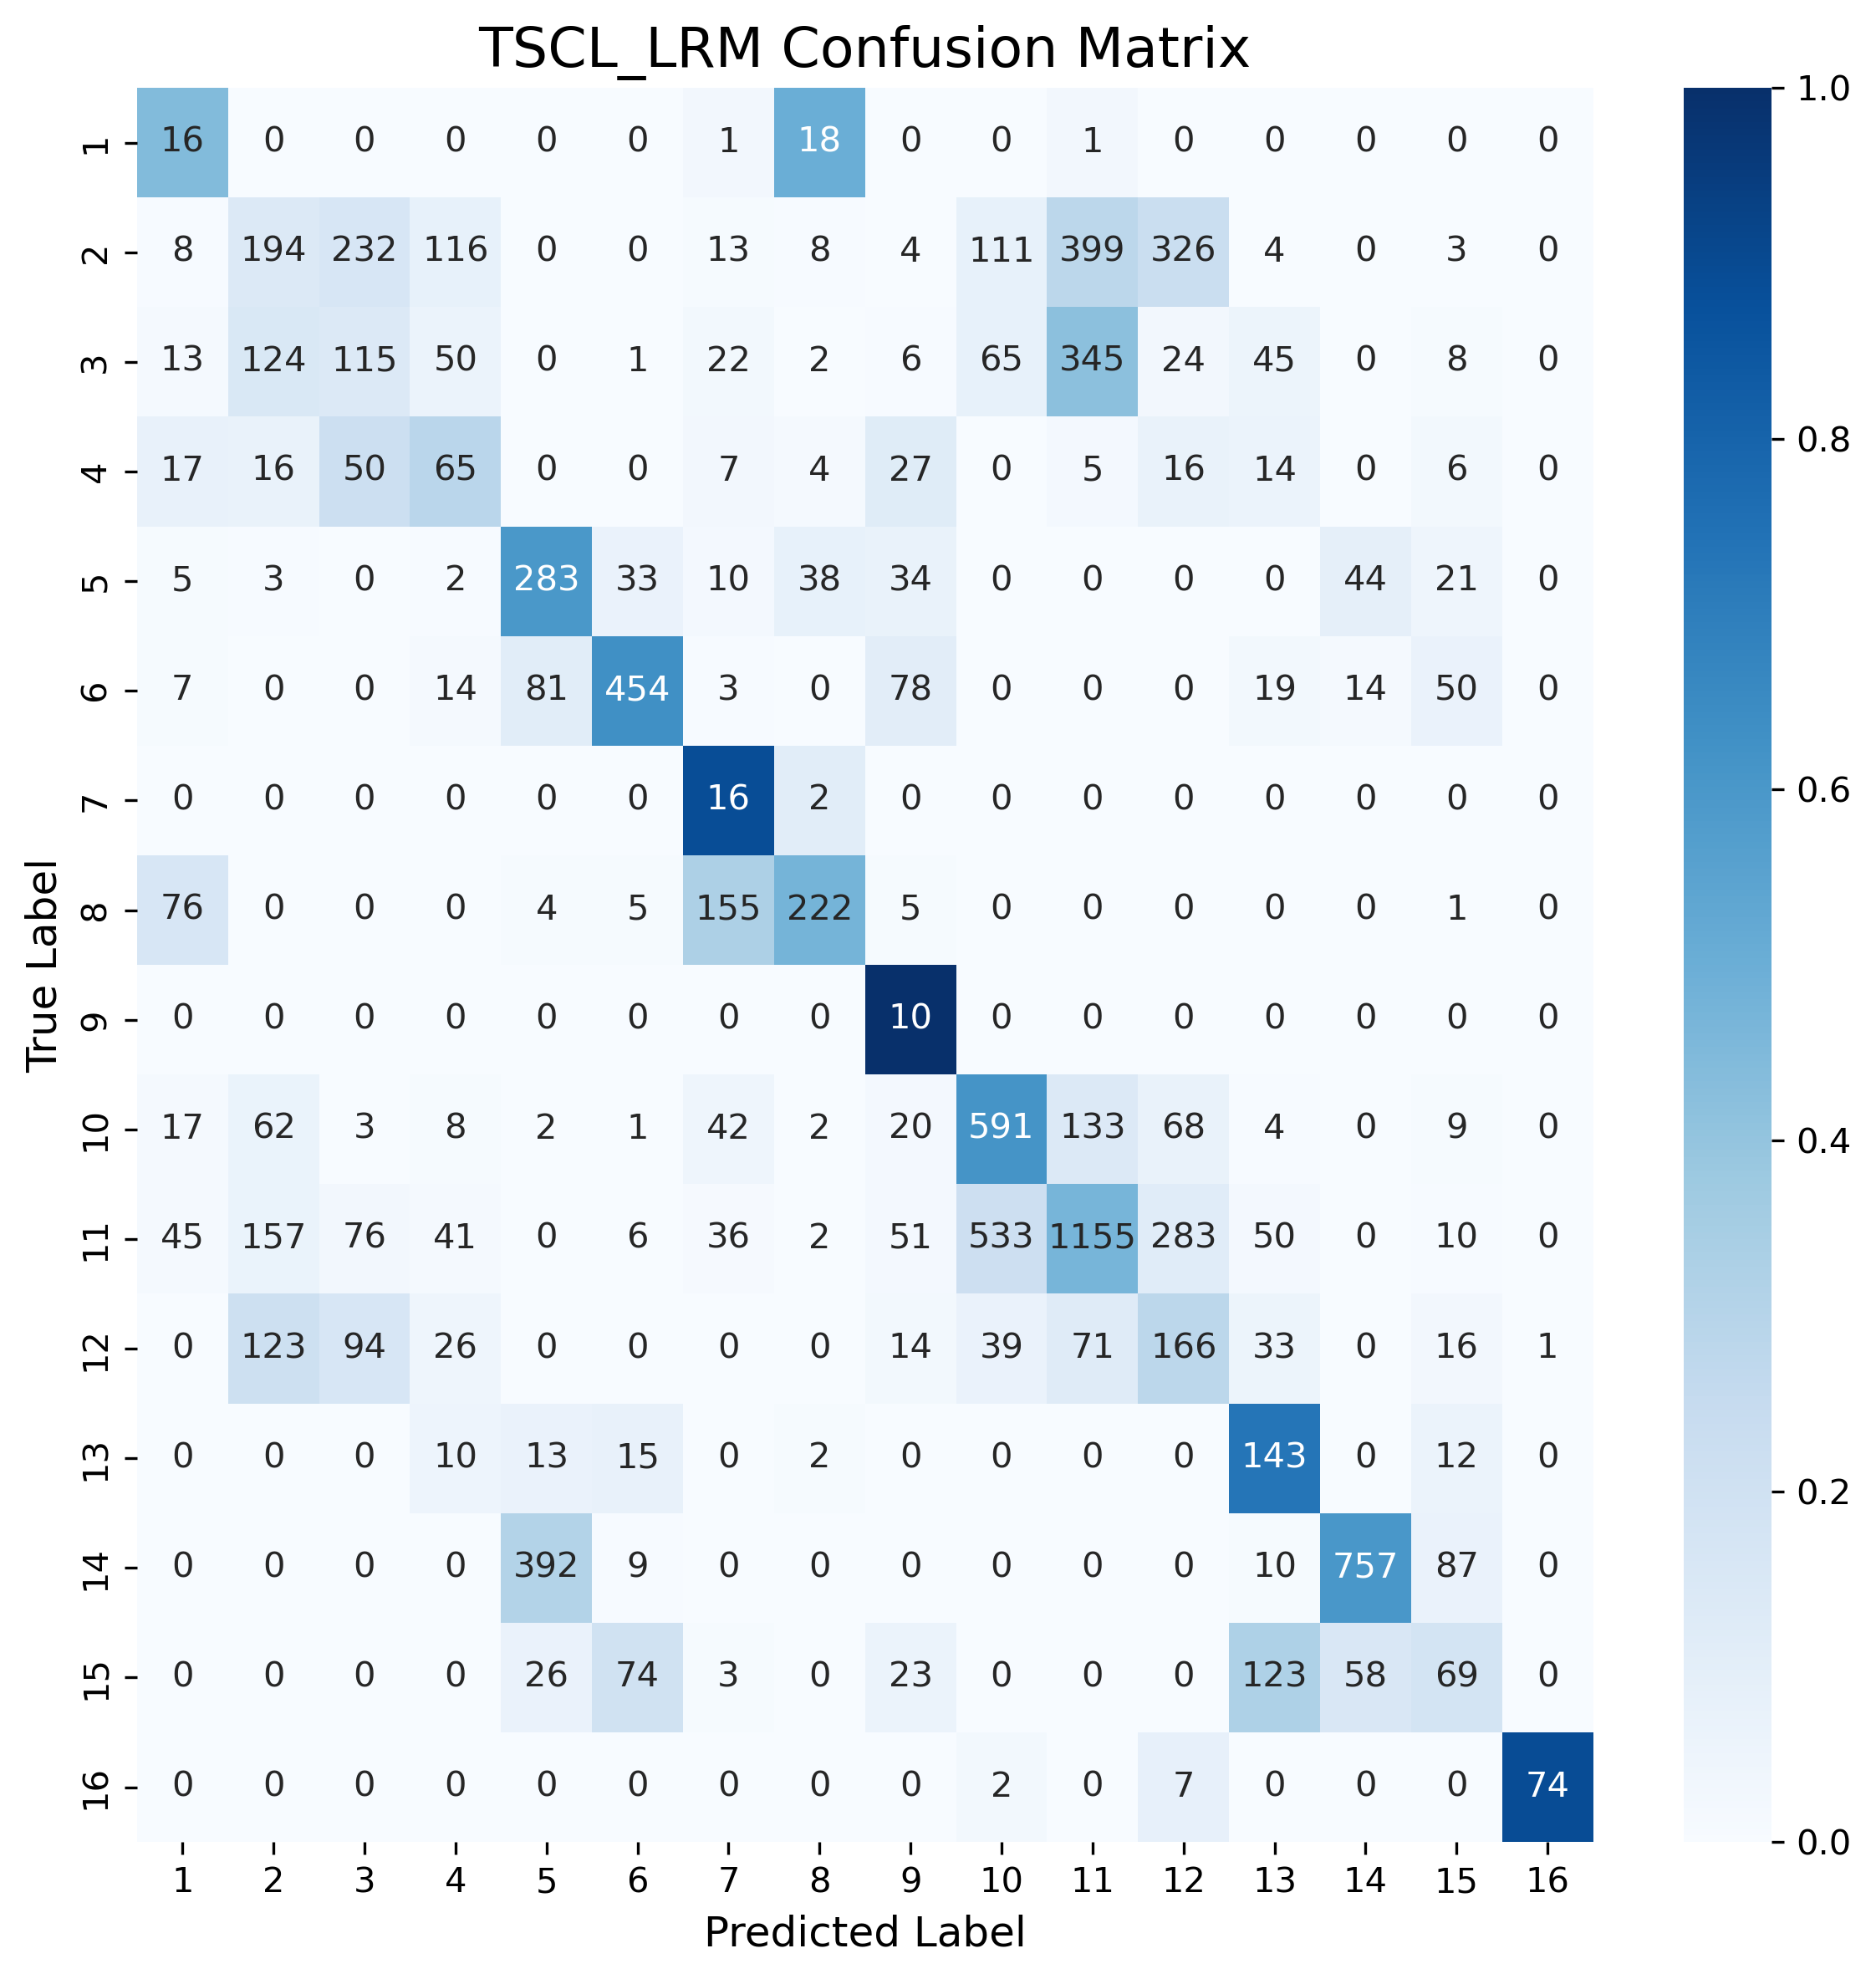 TSCL_LRM Confusion Matrix
1 16 0 0 0 0 0 1 18 0 0 1 0 0 0 0 0
2 8 194 232 116 0 0 13 8 4 111 399 326 4 0 3 0
3 13 124 115 50 0 1 22 2 6 65 345 24 45 0 8 0
4 17 16 50 65 0 0 7 4 27 0 5 16 14 0 6 0
5 5 3 0 2 283 33 10 38 34 0 0 0 0 44 21 0
6 7 0 0 14 81 454 3 0 78 0 0 0 19 14 50 0
7 0 0 0 0 0 0 16 2 0 0 0 0 0 0 0 0
8 76 0 0 0 4 5 155 222 5 0 0 0 0 0 1 0
9 0 0 0 0 0 0 0 0 10 0 0 0 0 0 0 0
10 17 62 3 8 2 1 42 2 20 591 133 68 4 0 9 0
11 45 157 76 41 0 6 36 2 51 533 1155 283 50 0 10 0
12 0 123 94 26 0 0 0 0 14 39 71 166 33 0 16 1
13 0 0 0 10 13 15 0 2 0 0 0 0 143 0 12 0
14 0 0 0 0 392 9 0 0 0 0 0 0 10 757 87 0
15 0 0 0 0 26 74 3 0 23 0 0 0 123 58 69 0
16 0 0 0 0 0 0 0 0 0 2 0 7 0 0 0 74
1 2 3 4 5 6 7 8 9 10 11 12 13 14 15 16
Predicted Label
True Label
1.0
0.8
0.6
0.4
0.2
0.0